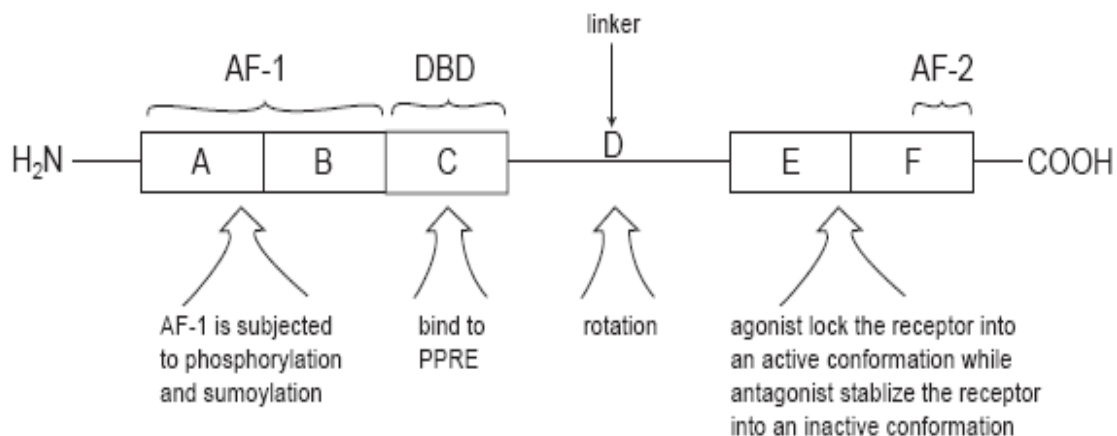 linker
AF-1 DBD AF-2
H₂N A B C D E F COOH
AF-1 is subjected
to phosphorylation
and sumoylation
bind to
PPRE
rotation
agonist lock the receptor into
an active conformation while
antagonist stablize the receptor
into an inactive conformation